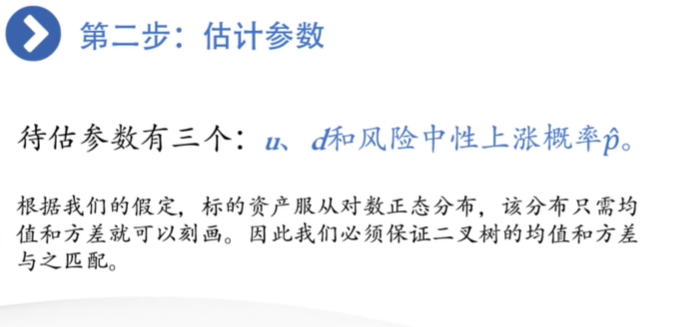 第二步：估计参数
待估参数有三个：u、d和风险中性上涨概率p̂。
根据我们的假定，标的资产服从对数正态分布，该分布只需均
值和方差就可以刻画。因此我们必须保证二叉树的均值和方差
与之匹配。